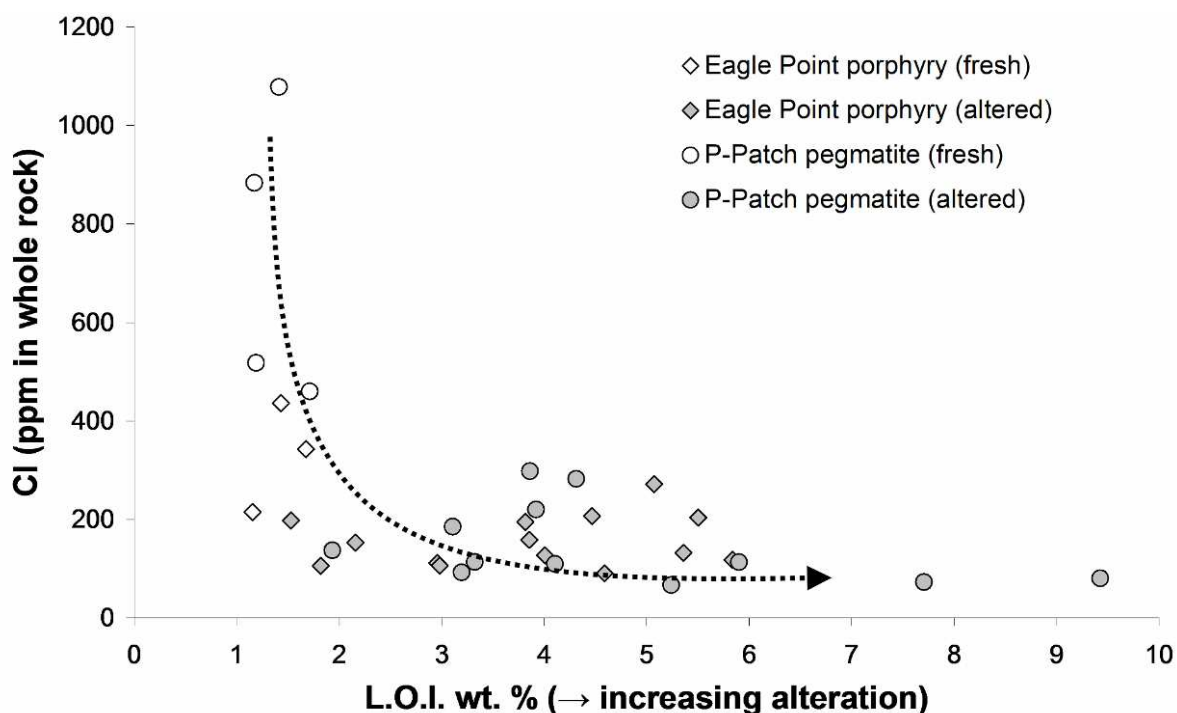 1200
1000
800
600
400
200
0
Cl (ppm in whole rock)
Eagle Point porphyry (fresh)
Eagle Point porphyry (altered)
P-Patch pegmatite (fresh)
P-Patch pegmatite (altered)
0 1 2 3 4 5 6 7 8 9 10
L.O.I. wt. % (→ increasing alteration)